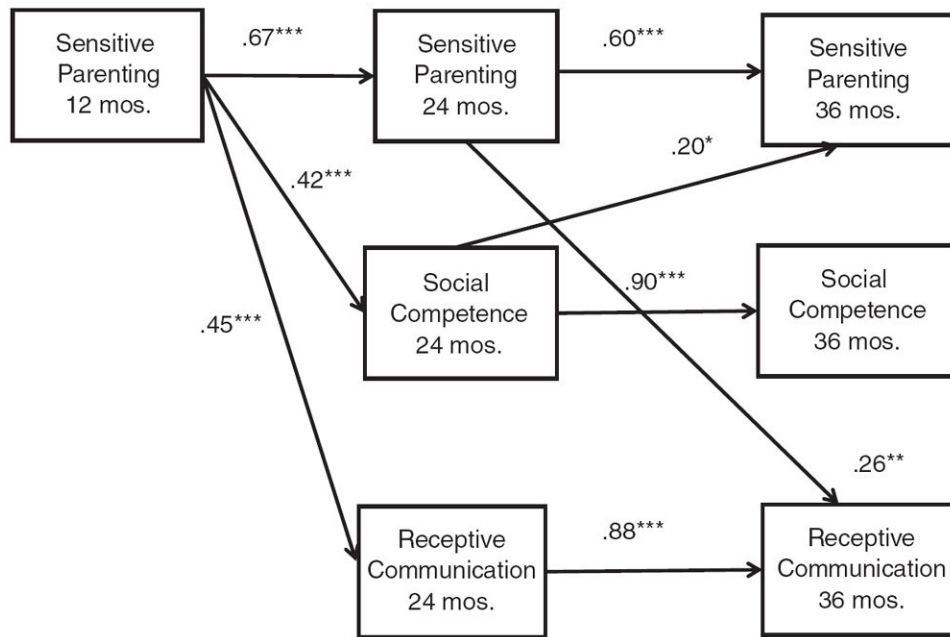 Sensitive
Parenting
12 mos.
.67***
Sensitive
Parenting
24 mos.
.60***
Sensitive
Parenting
36 mos.
.42***
.20*
.45***
Social
Competence
24 mos.
.90***
Social
Competence
36 mos.
.26**
Receptive
Communication
24 mos.
.88***
Receptive
Communication
36 mos.